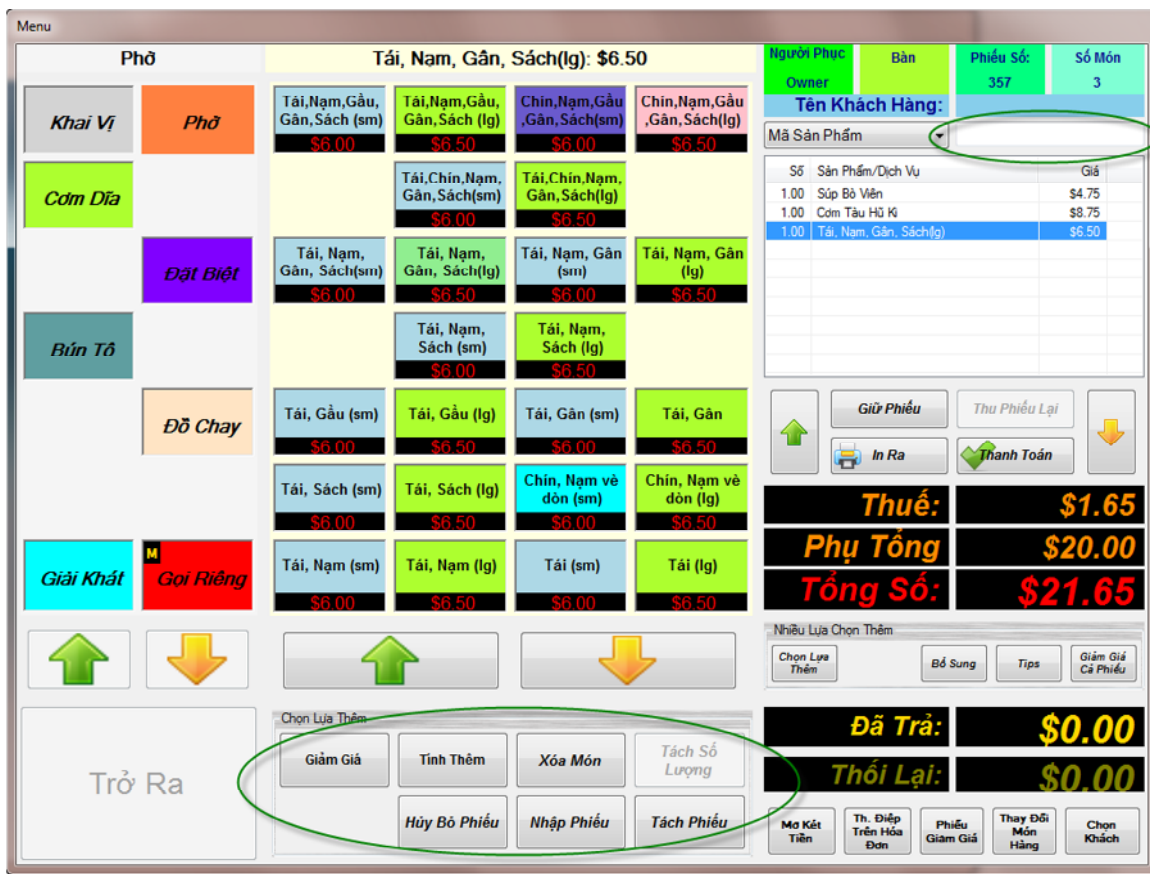 Menu
Phở
Tái, Nạm, Gân, Sách(lg): $6.50
Người Phục
Owner
Bàn
Phiếu Số:
357
Số Món
3
Tên Khách Hàng:
Mã Sản Phẩm
Khai Vị
Phở
Cơm Dĩa
Đặt Biệt
Bún Tô
Đồ Chay
Giải Khát
M
Gọi Riêng
Tái,Nạm,Gầu,
Gân,Sách (sm)
$6.00
Tái,Nạm,Gầu,
Gân,Sách (lg)
$6.50
Chín,Nạm,Gầu
,Gân,Sách(sm)
$6.00
Chín,Nạm,Gầu
,Gân,Sách(lg)
$6.50
Tái,Chín,Nạm,
Gân,Sách(sm)
$6.00
Tái,Chín,Nạm,
Gân,Sách(lg)
$6.50
Tái, Nạm,
Gân, Sách(sm)
$6.00
Tái, Nạm,
Gân, Sách(lg)
$6.50
Tái, Nạm, Gân
(sm)
$6.00
Tái, Nạm, Gân
(lg)
$6.50
Tái, Nạm,
Sách (sm)
$6.00
Tái, Nạm,
Sách (lg)
$6.50
Tái, Gầu (sm)
$6.00
Tái, Gầu (lg)
$6.50
Tái, Gân (sm)
$6.00
Tái, Gân
$6.50
Tái, Sách (sm)
$6.00
Tái, Sách (lg)
$6.50
Chín, Nạm vè
dòn (sm)
$6.00
Chín, Nạm vè
dòn (lg)
$6.50
Tái, Nạm (sm)
$6.00
Tái, Nạm (lg)
$6.50
Tái (sm)
$6.00
Tái (lg)
$6.50
Số Sản Phẩm/Dịch Vụ Giá
1.00 Súp Bò Viên $4.75
1.00 Cơm Tàu Hũ Ki $8.75
1.00 Tái, Nạm, Gân, Sách(lg) $6.50
Giữ Phiếu
Thu Phiếu Lại
In Ra
Thanh Toán
Thuế: $1.65
Phụ Tổng $20.00
Tổng Số: $21.65
Nhiều Lựa Chọn Thêm
Chọn Lựa
Thêm
Bổ Sung
Tips
Giảm Giá
Cả Phiếu
Đã Trả: $0.00
Thối Lại: $0.00
Trở Ra
Chọn Lựa Thêm
Giảm Giá
Tính Thêm
Xóa Món
Tách Số
Lượng
Hủy Bỏ Phiếu
Nhập Phiếu
Tách Phiếu
Mở Két
Tiền
Th. Điệp
Trên Hóa
Đơn
Phiếu
Giảm Giá
Thay Đổi
Món
Hàng
Chọn
Khách